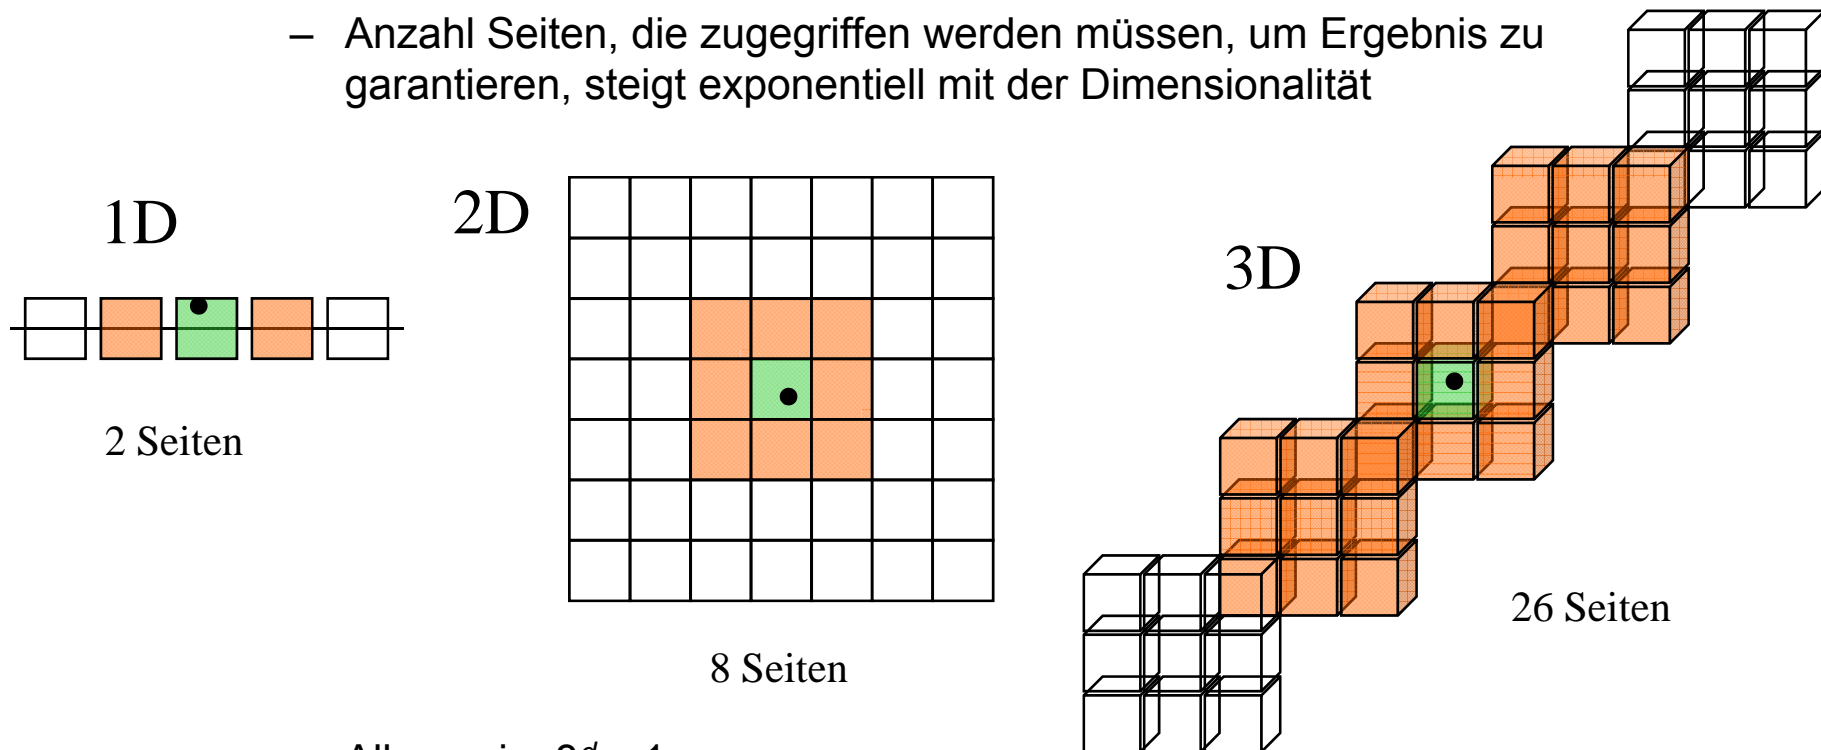 – Anzahl Seiten, die zugegriffen werden müssen, um Ergebnis zu
garantieren, steigt exponentiell mit der Dimensionalität
1D
2D
3D
2 Seiten
8 Seiten
26 Seiten